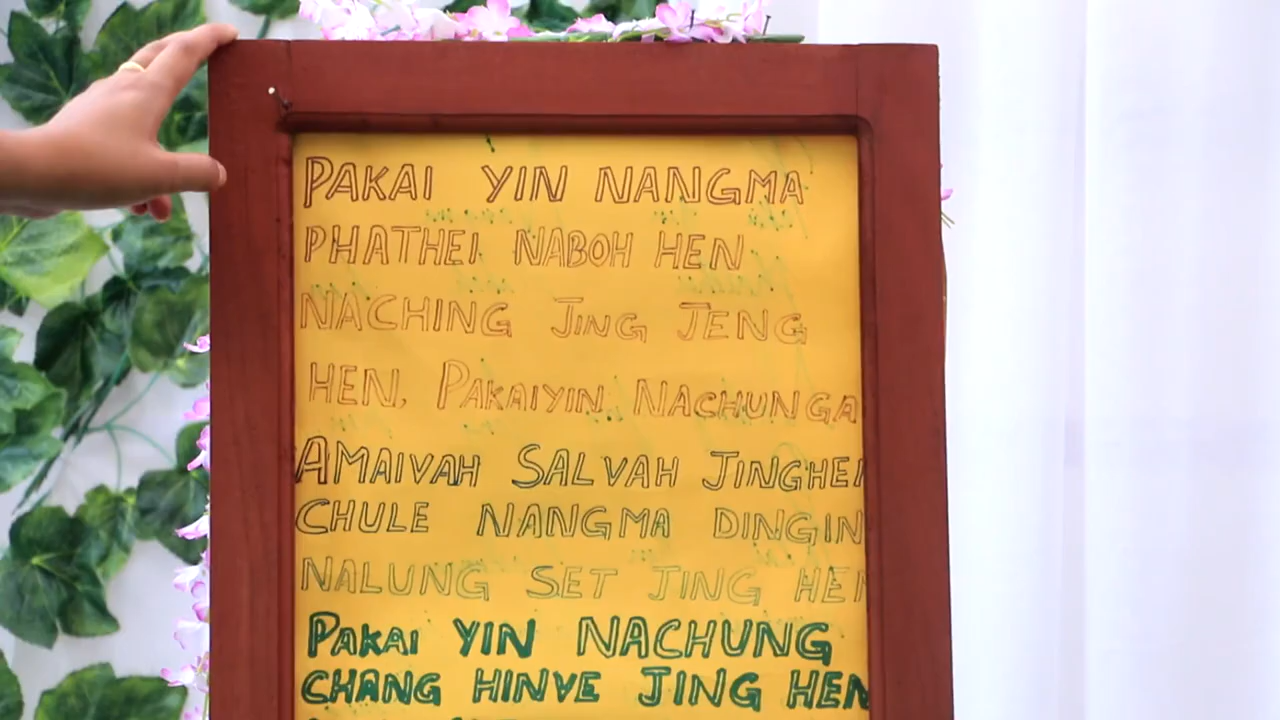 PAKAI YIN NANGMA
PHATHEI NABOH HEN
NACHING JING JENG
HEN, PAKAIYIN NACHUNGA
AMAIVAH SALVAH JINGHEN
CHULE NANGMA DINGIN
NALUNG SET JING HEN
PAKAI YIN NACHUNG
CHANG HINVE JING HEN